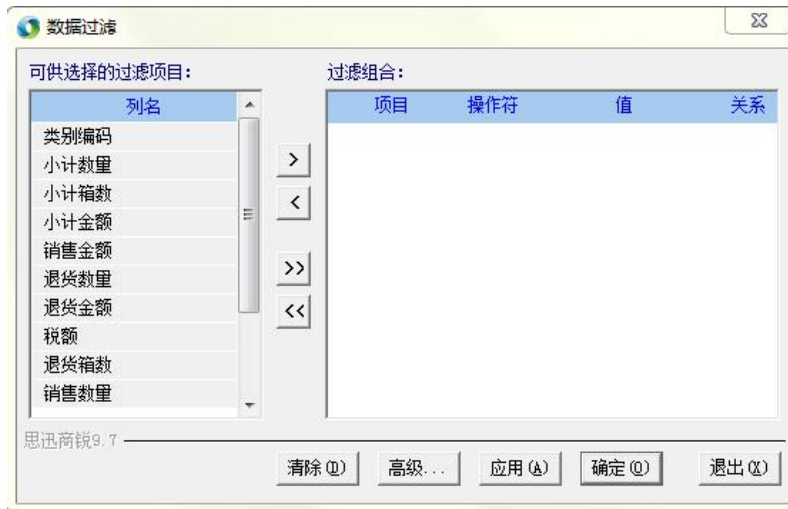 数据过滤
可供选择的过滤项目：
过滤组合：
列名
项目 操作符 值 关系
类别编码
小计数量
小计箱数
小计金额
销售金额
退货数量
退货金额
税额
退货箱数
销售数量
>
<
>>
<<
思迅商锐9.7
清除(D) 高级... 应用(A) 确定(O) 退出(X)